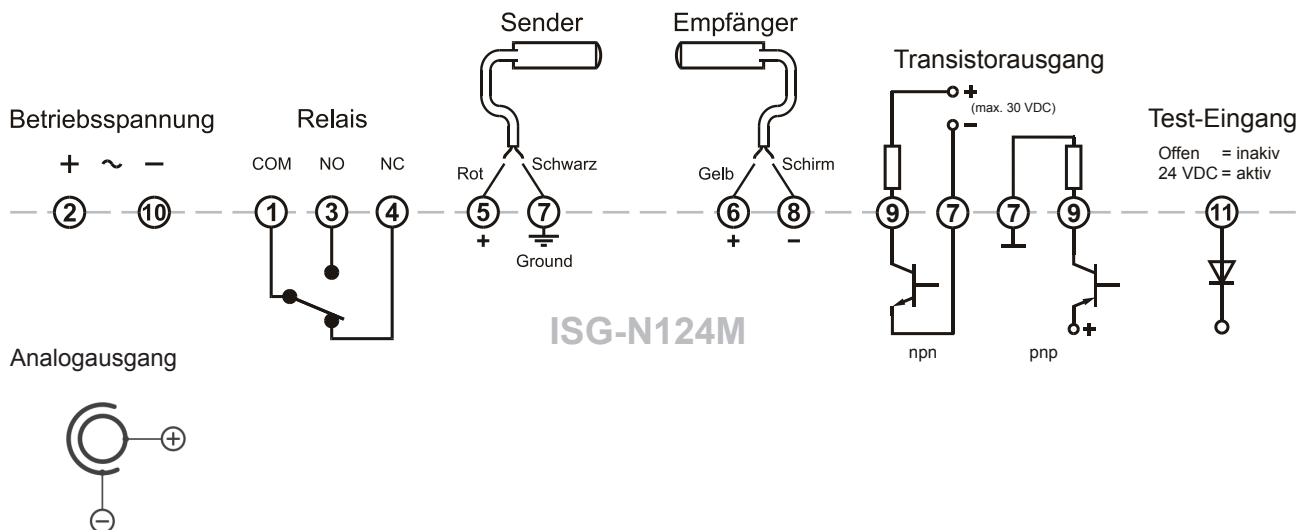 Sender
Empfänger
Transistorausgang
+
(max. 30 VDC)
−
Betriebsspannung
Relais
Test-Eingang
+ ~ −
COM NO NC
Rot
Schwarz
Gelb
Schirm
Offen = inakiv
24 VDC = aktiv
2 10 1 3 4 5 7 6 8 9 7 7 9 11
+
Ground
+ −
ISG-N124M
+
npn
pnp
Analogausgang
+
−